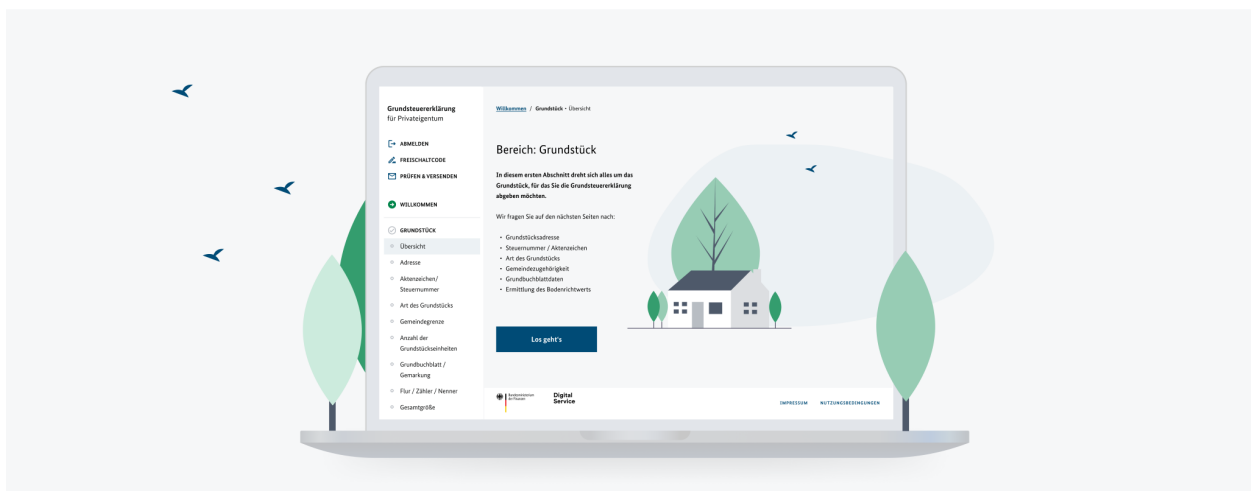 Grundsteuererklärung
für Privateigentum
ABMELDEN
FREISCHALTCODE
PRÜFEN & VERSENDEN
WILLKOMMEN
GRUNDSTÜCK
Übersicht
Adresse
Aktenzeichen/
Steuernummer
Art des Grundstücks
Gemeindegrenze
Anzahl der
Grundstückseinheiten
Grundbuchblatt /
Gemarkung
Flur / Zähler / Nenner
Gesamtgröße
Willkommen / Grundstück - Übersicht
Bereich: Grundstück
In diesem ersten Abschnitt dreht sich alles um das
Grundstück, für das Sie die Grundsteuererklärung
abgeben möchten.
Wir fragen Sie auf den nächsten Seiten nach:
• Grundstücksadresse
• Steuernummer / Aktenzeichen
• Art des Grundstücks
• Gemeindezugehörigkeit
• Grundbuchblattdaten
• Ermittlung des Bodenrichtwerts
Los geht's
Bundesministerium
der Finanzen
Digital
Service
IMPRESSUM NUTZUNGSBEDINGUNGEN